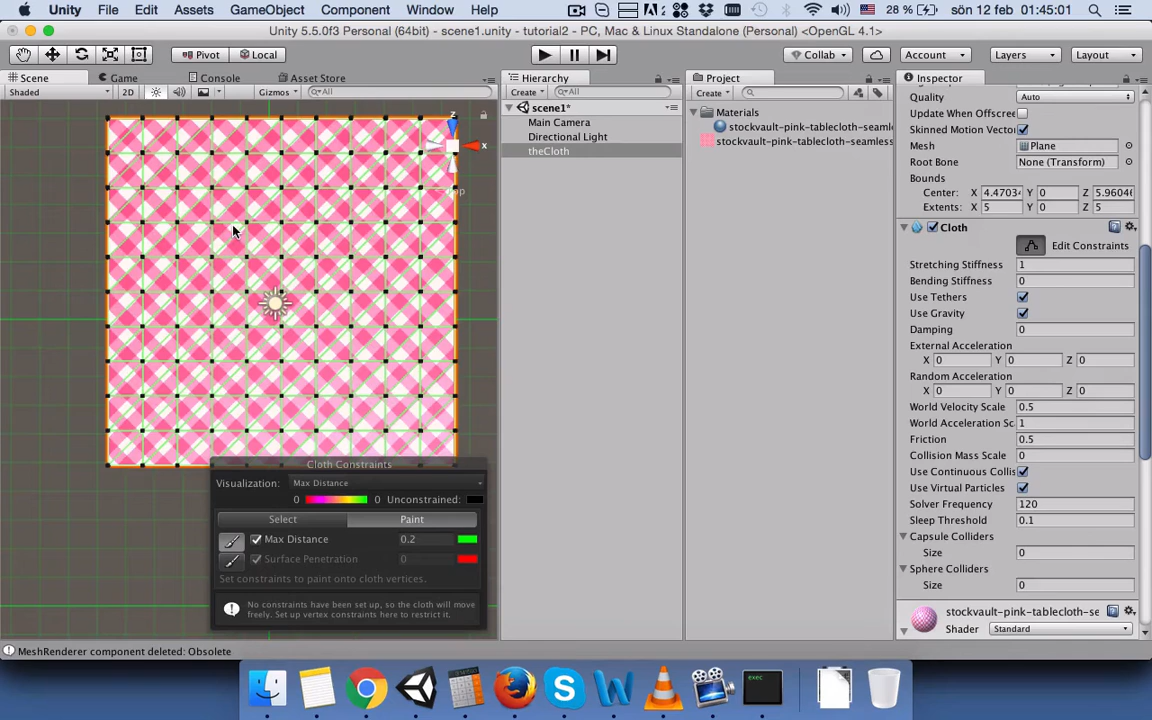 Unity File Edit Assets GameObject Component Window Help 28 % sön 12 feb 4:45:01
Unity 5.5.0f3 Personal (64bit) - scene1.unity - tutorial2 - PC, Mac & Linux Standalone (Personal) <OpenGL 4.1>
Pivot Local Collab Account Layers Layout
Scene Game Console Asset Store Hierarchy Project Inspector
Shaded 2D Gizmos All Create All Create
Quality Auto
Update When Offscree
Skinned Motion Vector
Mesh Plane
Root Bone None (Transform)
Bounds
Center: X 4.4703 Y 0 Z 5.9604
Extents: X 5 Y 0 Z 5
scene1*
Main Camera
Directional Light
theCloth
Materials
stockvault-pink-tablecloth-seaml
stockvault-pink-tablecloth-seamless
z
x
Cloth
Edit Constraints
Stretching Stiffness 1
Bending Stiffness 0
Use Tethers
Use Gravity
Damping 0
External Acceleration
X 0 Y 0 Z 0
Random Acceleration
X 0 Y 0 Z 0
World Velocity Scale 0.5
World Acceleration Sc 1
Friction 0.5
Collision Mass Scale 0
Use Continuous Collis
Use Virtual Particles
Solver Frequency 120
Sleep Threshold 0.1
Capsule Colliders
Size 0
Sphere Colliders
Size 0
stockvault-pink-tablecloth-se
Shader Standard
Cloth Constraints
Visualization: Max Distance
0 0 Unconstrained:
Select Paint
Max Distance 0.2
Surface Penetration 0
Set constraints to paint onto cloth vertices.
No constraints have been set up, so the cloth will move
freely. Set up vertex constraints here to restrict it.
MeshRenderer component deleted: Obsolete
exec